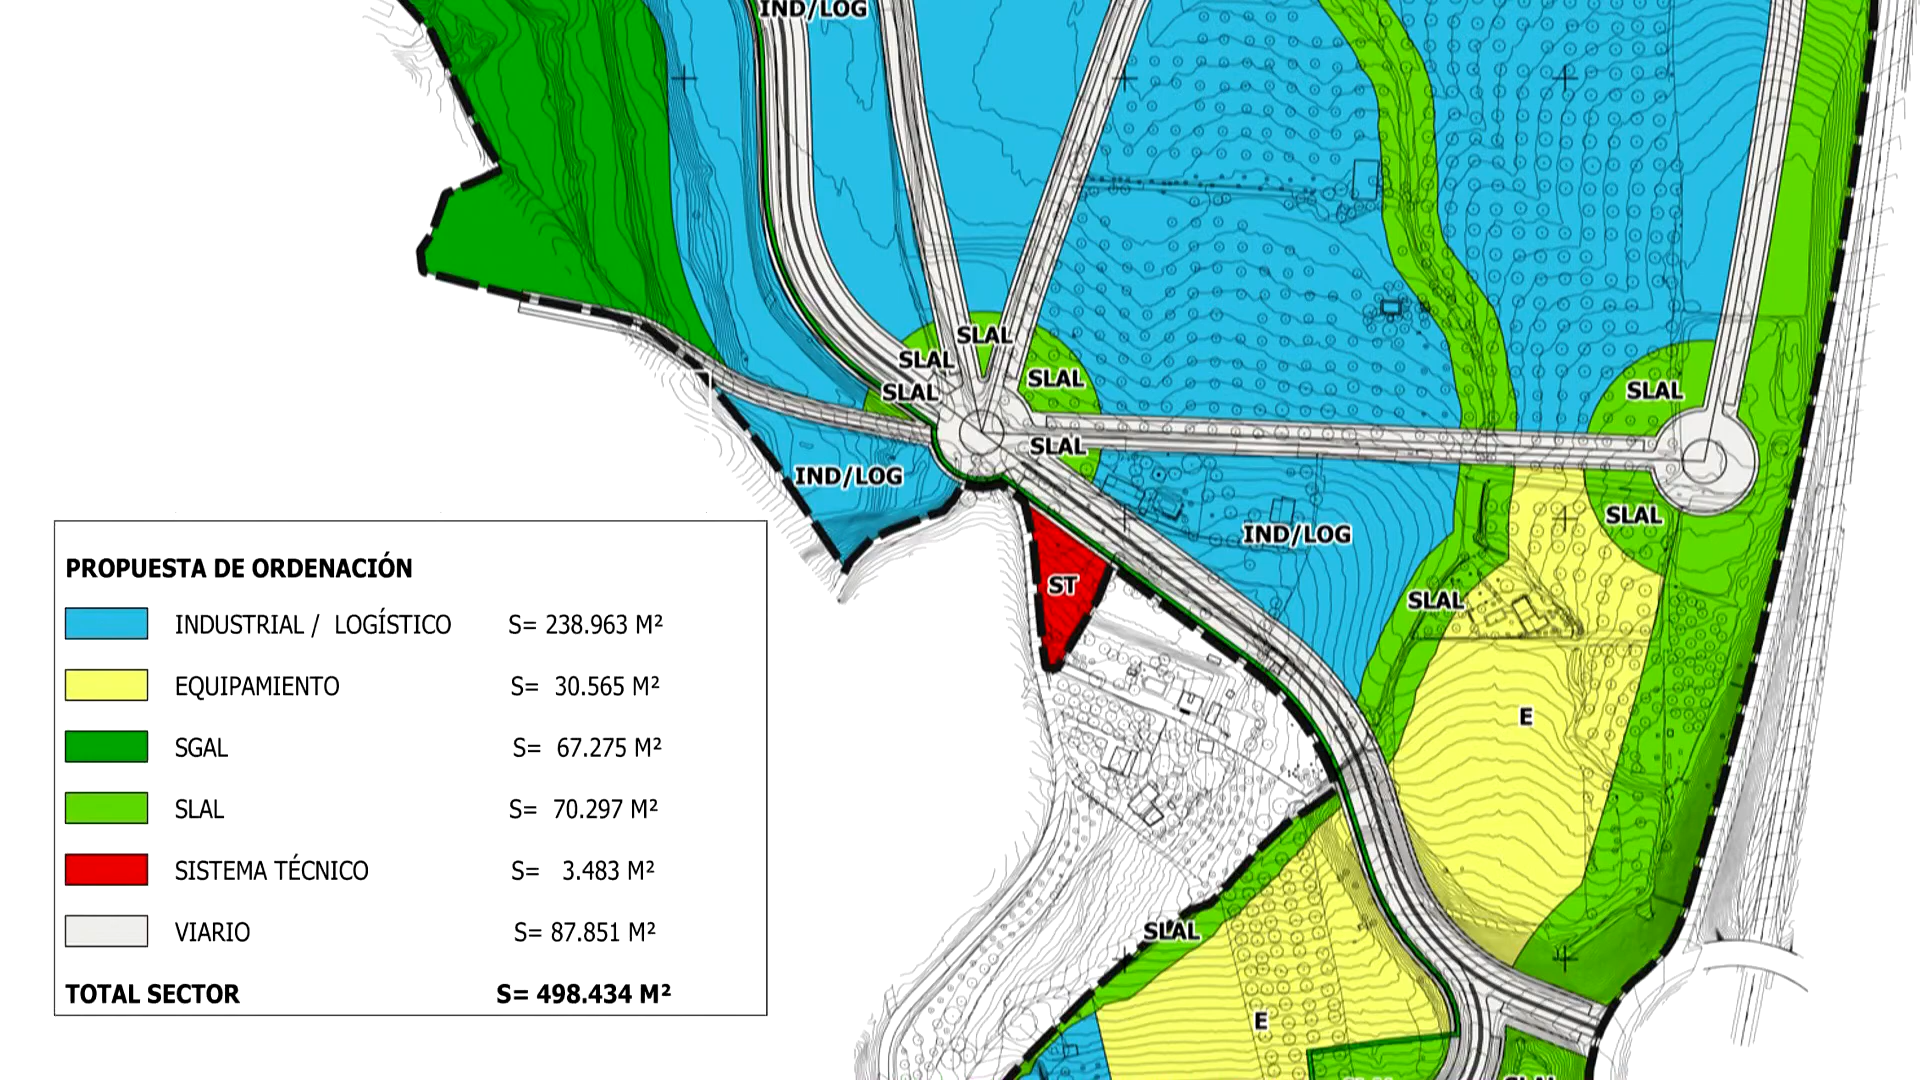 IND/LOG
SLAL
SLAL
SLAL
SLAL
SLAL
SLAL
IND/LOG
SLAL
IND/LOG
ST
SLAL
E
SLAL
E
PROPUESTA DE ORDENACIÓN
INDUSTRIAL / LOGÍSTICO S= 238.963 M²
EQUIPAMIENTO S= 30.565 M²
SGAL S= 67.275 M²
SLAL S= 70.297 M²
SISTEMA TÉCNICO S= 3.483 M²
VIARIO S= 87.851 M²
TOTAL SECTOR S= 498.434 M²